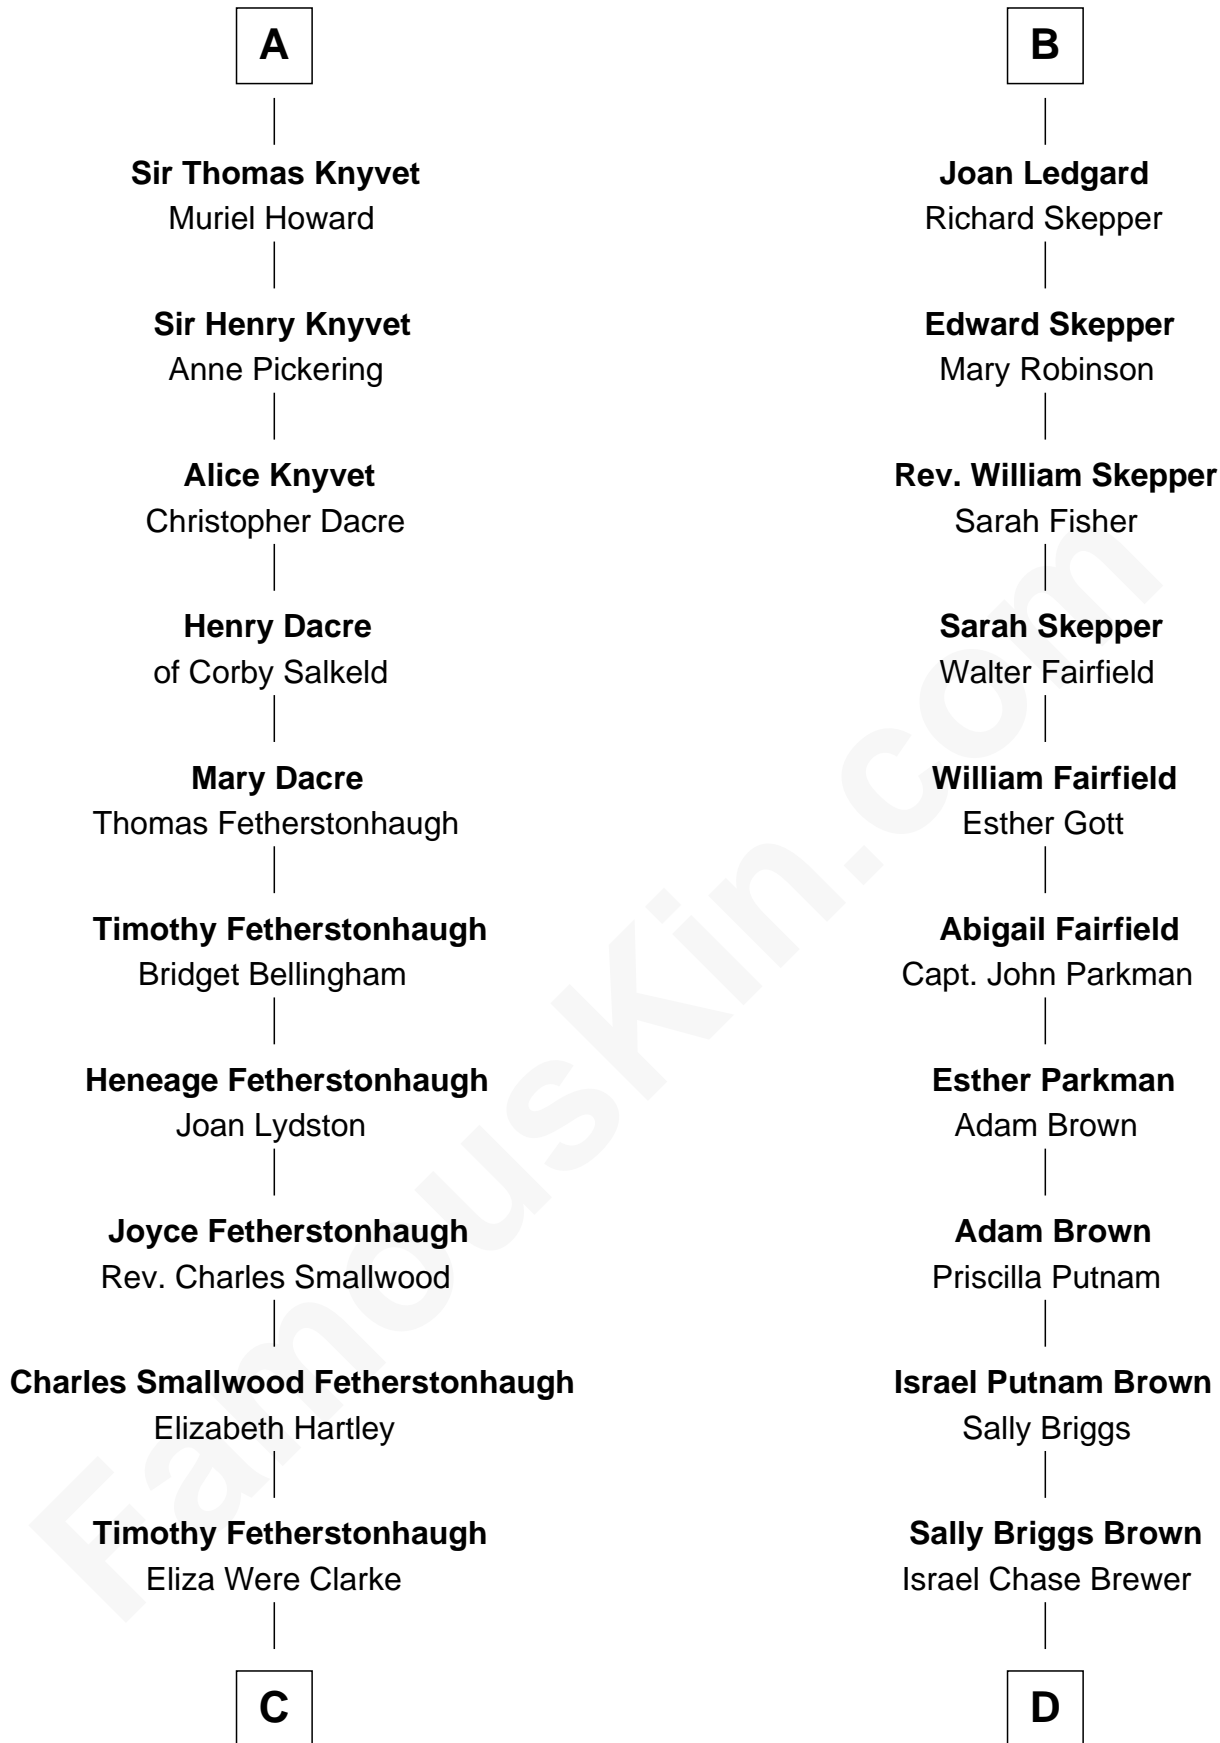 A
Sir Thomas Knyvet
Muriel Howard
Sir Henry Knyvet
Anne Pickering
Alice Knyvet
Christopher Dacre
Henry Dacre
of Corby Salkeld
Mary Dacre
Thomas Fetherstonhaugh
Timothy Fetherstonhaugh
Bridget Bellingham
Heneage Fetherstonhaugh
Joan Lydston
Joyce Fetherstonhaugh
Rev. Charles Smallwood
Charles Smallwood Fetherstonhaugh
Elizabeth Hartley
Timothy Fetherstonhaugh
Eliza Were Clarke
C
B
Joan Ledgard
Richard Skepper
Edward Skepper
Mary Robinson
Rev. William Skepper
Sarah Fisher
Sarah Skepper
Walter Fairfield
William Fairfield
Esther Gott
Abigail Fairfield
Capt. John Parkman
Esther Parkman
Adam Brown
Adam Brown
Priscilla Putnam
Israel Putnam Brown
Sally Briggs
Sally Briggs Brown
Israel Chase Brewer
D
FamousKin.com